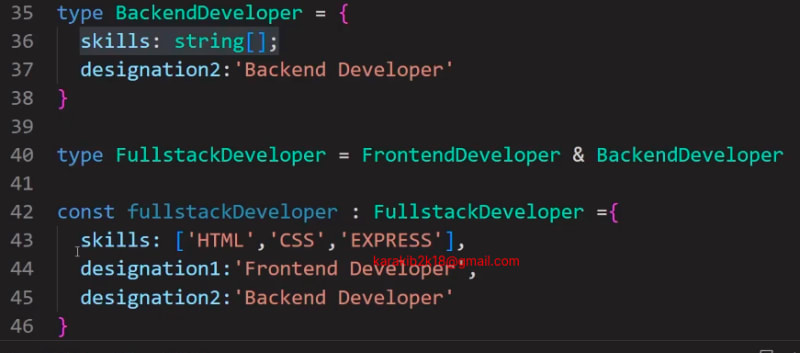 35 type BackendDeveloper = {
36 skills: string[];
37 designation2:'Backend Developer'
38 }
39
40 type FullstackDeveloper = FrontendDeveloper & BackendDeveloper
41
42 const fullstackDeveloper : FullstackDeveloper ={
43 skills: ['HTML','CSS','EXPRESS'],
44 designation1:'Frontend Developer',
karakib2k18@gmail.com
45 designation2:'Backend Developer'
46 }